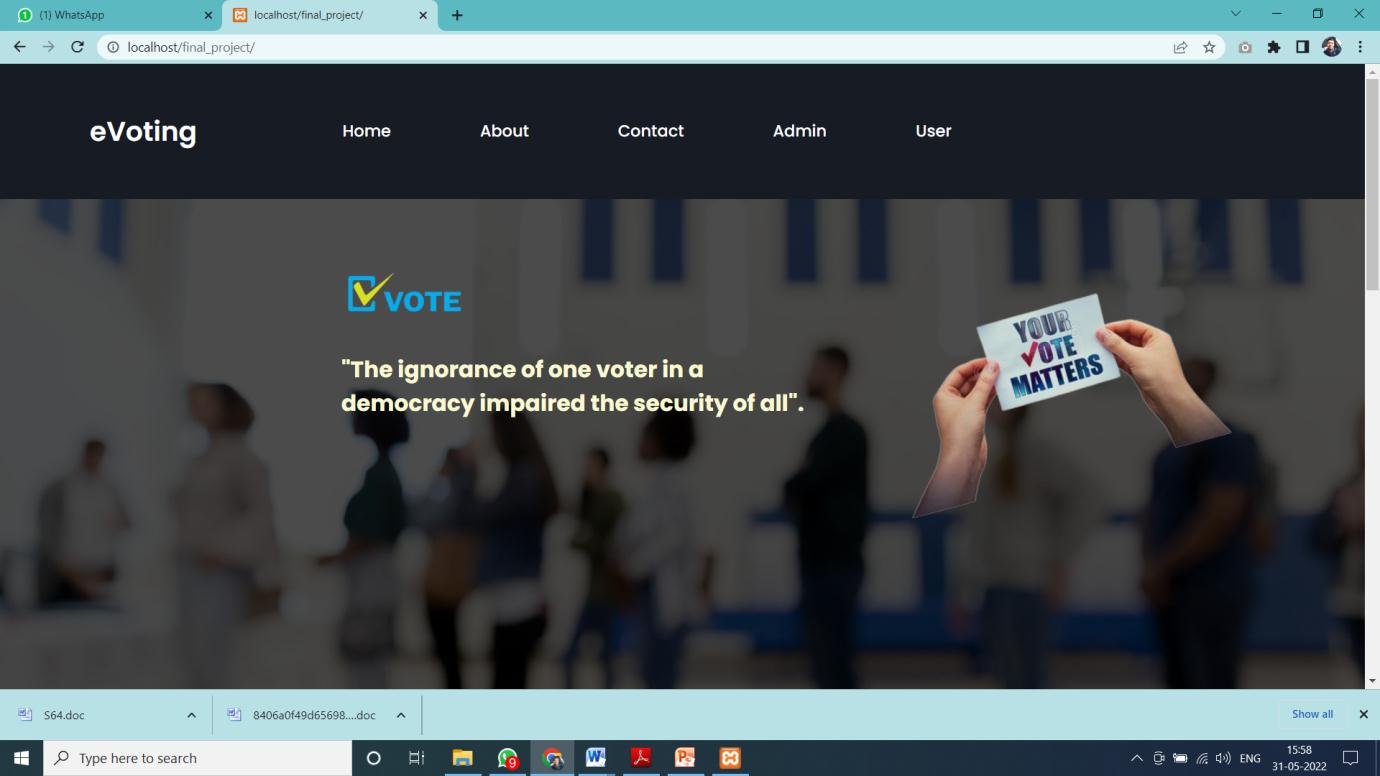 (1) WhatsApp
localhost/final_project/
localhost/final_project/
eVoting
Home About Contact Admin User
VOTE
"The ignorance of one voter in a
democracy impaired the security of all".
YOUR
VOTE
MATTERS
S64.doc
8406a0f49d65698....doc
Show all
Type here to search
9
ENG
15:58
31-05-2022